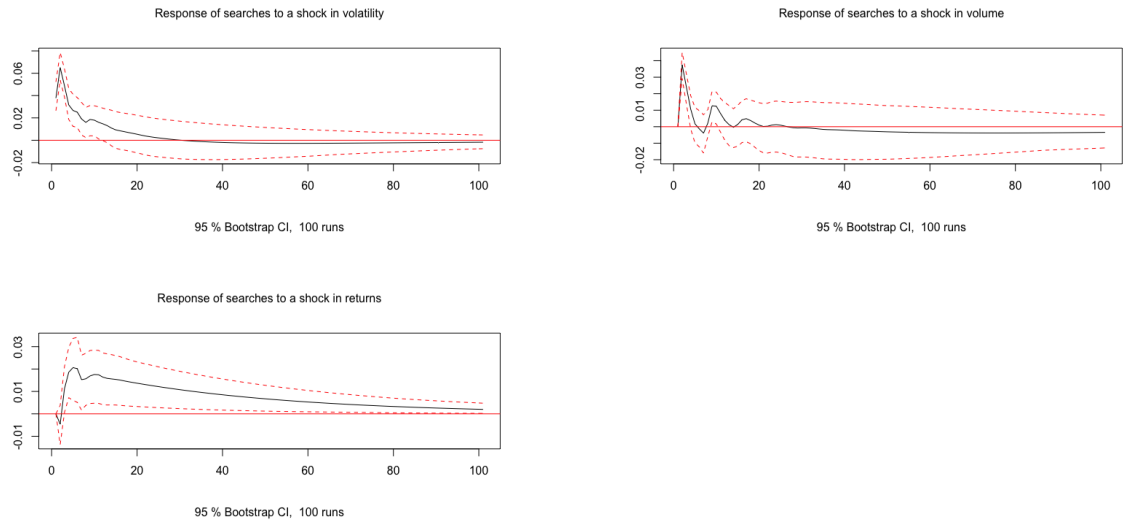 Response of searches to a shock in volatility
0.06
0.02
-0.02
0 20 40 60 80 100
95 % Bootstrap CI,  100 runs
Response of searches to a shock in volume
0.03
0.01
-0.02
0 20 40 60 80 100
95 % Bootstrap CI,  100 runs
Response of searches to a shock in returns
0.03
0.01
-0.01
0 20 40 60 80 100
95 % Bootstrap CI,  100 runs